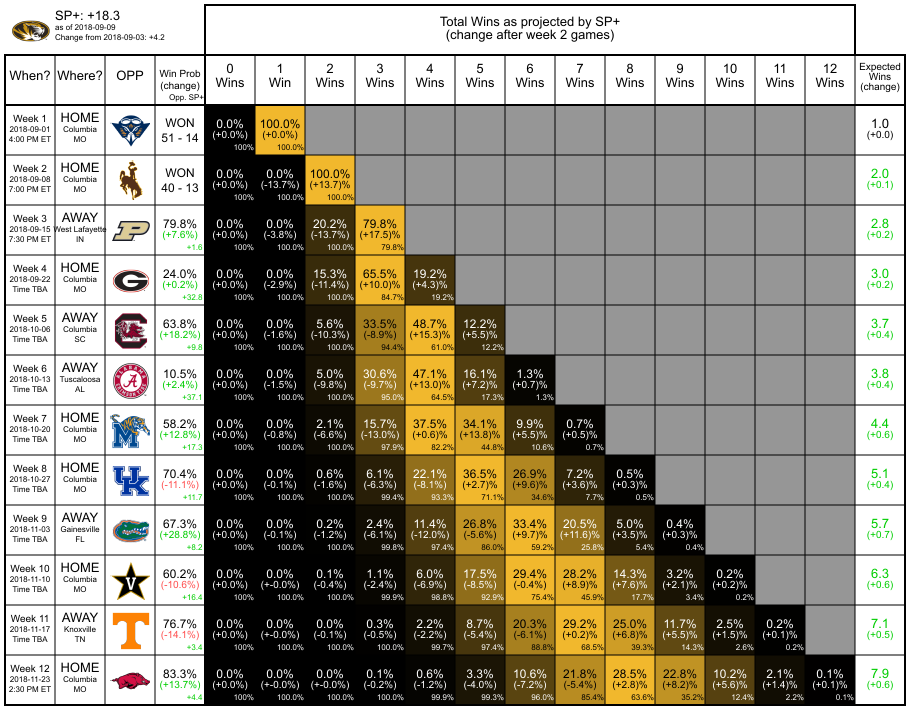 SP+: +18.3
as of 2018-09-09
Change from 2018-09-03: +4.2
Total Wins as projected by SP+
(change after week 2 games)
When? Where? OPP Win Prob (change) Opp. SP+ 0 Wins 1 Win 2 Wins 3 Wins 4 Wins 5 Wins 6 Wins 7 Wins 8 Wins 9 Wins 10 Wins 11 Wins 12 Wins Expected Wins (change)
Week 1 HOME WON 0.0% 100.0% 1.0
2018-09-01 Columbia 51 - 14 (+0.0%) (+0.0%) (+0.0)
4:00 PM ET MO 100% 100.0%
Week 2 HOME WON 0.0% 0.0% 100.0% 2.0
2018-09-08 Columbia 40 - 13 (+0.0%) (-13.7%) (+13.7)% (+0.1)
7:00 PM ET MO 100% 100.0% 100.0%
Week 3 AWAY 79.8% 0.0% 0.0% 20.2% 79.8% 2.8
2018-09-15 West Lafayette (+7.6%) (+0.0%) (-3.8%) (-13.7%) (+17.5)% (+0.2)
7:30 PM ET IN +1.6 100% 100.0% 100.0% 79.8%
Week 4 HOME G 24.0% 0.0% 0.0% 15.3% 65.5% 19.2% 3.0
2018-09-22 Columbia (+0.2%) (+0.0%) (-2.9%) (-11.4%) (+10.0)% (+4.3)% (+0.2)
Time TBA MO +32.8 100% 100.0% 100.0% 84.7% 19.2%
Week 5 AWAY 63.8% 0.0% 0.0% 5.6% 33.5% 48.7% 12.2% 3.7
2018-10-06 Columbia (+18.2%) (+0.0%) (-1.6%) (-10.3%) (-8.9%) (+15.3)% (+5.5)% (+0.4)
Time TBA SC +9.8 100% 100.0% 100.0% 94.4% 61.0% 12.2%
Week 6 AWAY 10.5% 0.0% 0.0% 5.0% 30.6% 47.1% 16.1% 1.3% 3.8
2018-10-13 Tuscaloosa (+2.4%) (+0.0%) (-1.5%) (-9.8%) (-9.7%) (+13.0)% (+7.2)% (+0.7)% (+0.4)
Time TBA AL +37.1 100% 100.0% 100.0% 95.0% 64.5% 17.3% 1.3%
Week 7 HOME 58.2% 0.0% 0.0% 2.1% 15.7% 37.5% 34.1% 9.9% 0.7% 4.4
2018-10-20 Columbia (+12.8%) (+0.0%) (-0.8%) (-6.6%) (-13.0%) (+0.6)% (+13.8)% (+5.5)% (+0.5)% (+0.6)
Time TBA MO +17.3 100% 100.0% 100.0% 97.9% 82.2% 44.8% 10.6% 0.7%
Week 8 HOME UK 70.4% 0.0% 0.0% 0.6% 6.1% 22.1% 36.5% 26.9% 7.2% 0.5% 5.1
2018-10-27 Columbia (-11.1%) (+0.0%) (-0.1%) (-1.6%) (-6.3%) (-8.1%) (+2.7)% (+9.6)% (+3.6)% (+0.3)% (+0.4)
Time TBA MO +11.7 100% 100.0% 100.0% 99.4% 93.3% 71.1% 34.6% 7.7% 0.5%
Week 9 AWAY 67.3% 0.0% 0.0% 0.2% 2.4% 11.4% 26.8% 33.4% 20.5% 5.0% 0.4% 5.7
2018-11-03 Gainesville (+28.8%) (+0.0%) (-0.1%) (-1.2%) (-6.1%) (-12.0%) (-5.6%) (+9.7)% (+11.6)% (+3.5)% (+0.3)% (+0.7)
Time TBA FL +8.2 100% 100.0% 100.0% 99.8% 97.4% 86.0% 59.2% 25.8% 5.4% 0.4%
Week 10 HOME V 60.2% 0.0% 0.0% 0.1% 1.1% 6.0% 17.5% 29.4% 28.2% 14.3% 3.2% 0.2% 6.3
2018-11-10 Columbia (-10.6%) (+0.0%) (+-0.0%) (-0.4%) (-2.4%) (-6.9%) (-8.5%) (-0.4%) (+8.9)% (+7.6)% (+2.1)% (+0.2)% (+0.6)
Time TBA MO +16.4 100% 100.0% 100.0% 99.9% 98.8% 92.9% 75.4% 45.9% 17.7% 3.4% 0.2%
Week 11 AWAY T 76.7% 0.0% 0.0% 0.0% 0.3% 2.2% 8.7% 20.3% 29.2% 25.0% 11.7% 2.5% 0.2% 7.1
2018-11-17 Knoxville (-14.1%) (+0.0%) (+-0.0%) (-0.1%) (-0.5%) (-2.2%) (-5.4%) (-6.1%) (+0.2)% (+6.8)% (+5.5)% (+1.5)% (+0.1)% (+0.5)
Time TBA TN +3.4 100% 100.0% 100.0% 100.0% 99.7% 97.4% 88.8% 68.5% 39.3% 14.3% 2.6% 0.2%
Week 12 HOME 83.3% 0.0% 0.0% 0.0% 0.1% 0.6% 3.3% 10.6% 21.8% 28.5% 22.8% 10.2% 2.1% 0.1% 7.9
2018-11-23 Columbia (+13.7%) (+0.0%) (+-0.0%) (+-0.0%) (-0.2%) (-1.2%) (-4.0%) (-7.2%) (-5.4%) (+2.8)% (+8.2)% (+5.6)% (+1.4)% (+0.1)% (+0.6)
2:30 PM ET MO +4.4 100% 100.0% 100.0% 100.0% 99.9% 99.3% 96.0% 85.4% 63.6% 35.2% 12.4% 2.2% 0.1%